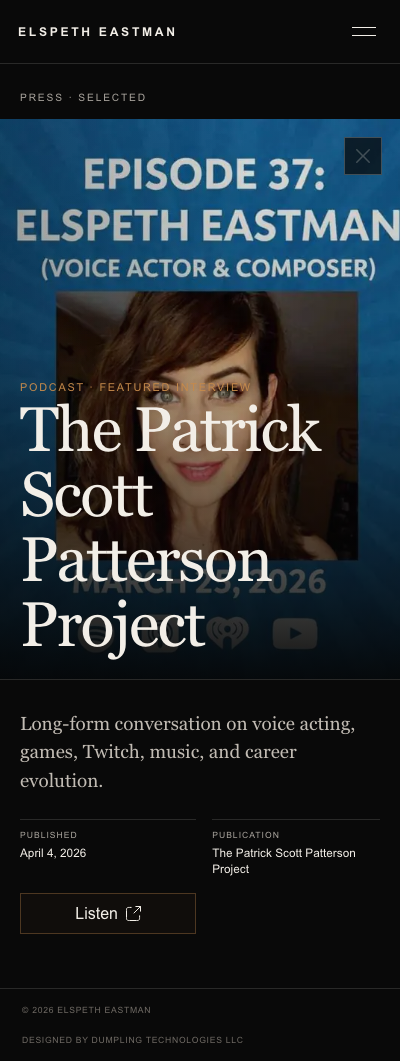 ELSPETH EASTMAN
PRESS · SELECTED
EPISODE 37:
ELSPETH EASTMAN
(VOICE ACTOR & COMPOSER)
PODCAST · FEATURED INTERVIEW
The Patrick
Scott
Patterson
Project
MARCH 23, 2026
Long-form conversation on voice acting,
games, Twitch, music, and career
evolution.
PUBLISHED
April 4, 2026
PUBLICATION
The Patrick Scott Patterson
Project
Listen
© 2026 ELSPETH EASTMAN
DESIGNED BY DUMPLING TECHNOLOGIES LLC